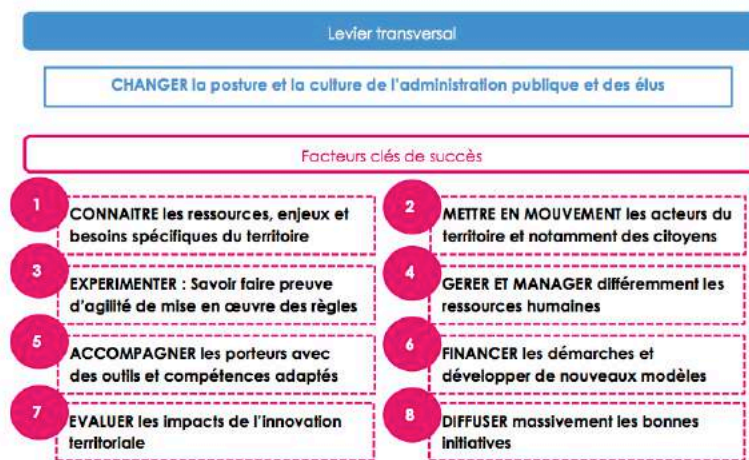 Levier transversal
CHANGER la posture et la culture de l'administration publique et des élus
Facteurs clés de succès
1
CONNAITRE les ressources, enjeux et
besoins spécifiques du territoire
2
METTRE EN MOUVEMENT les acteurs du
territoire et notamment des citoyens
3
EXPERIMENTER : Savoir faire preuve
d'agilité de mise en œuvre des règles
4
GERER ET MANAGER différemment les
ressources humaines
5
ACCOMPAGNER les porteurs avec
des outils et compétences adaptés
6
FINANCER les démarches et
développer de nouveaux modèles
7
EVALUER les impacts de l'innovation
territoriale
8
DIFFUSER massivement les bonnes
initiatives